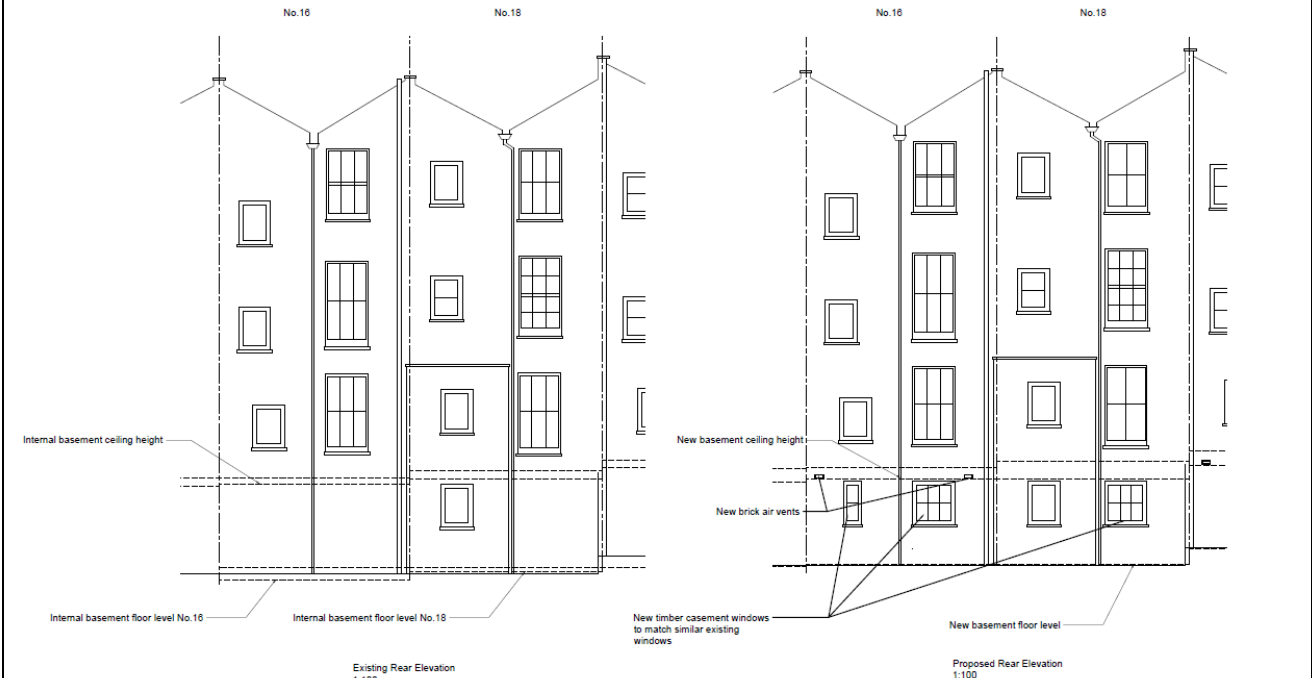 No.16
No.18
No.16
No.18
Internal basement ceiling height
New basement ceiling height
New brick air vents
Internal basement floor level No.16
Internal basement floor level No.18
New timber casement windows
to match similar existing
windows
New basement floor level
Existing Rear Elevation
1:100
Proposed Rear Elevation
1:100